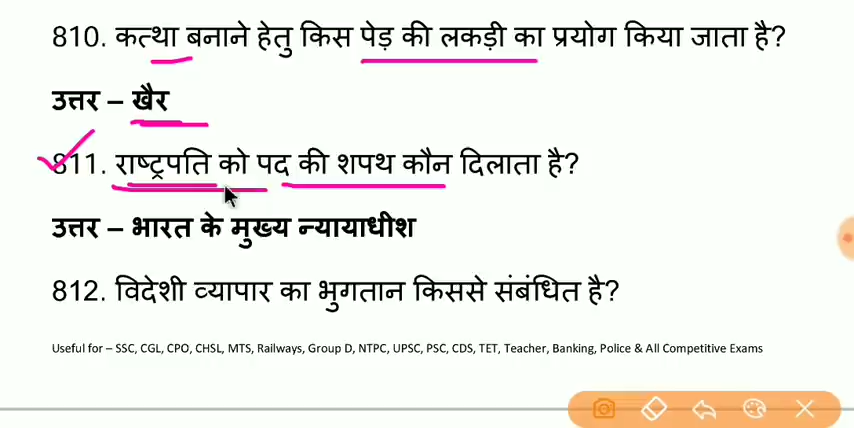 810. कत्था बनाने हेतु किस पेड़ की लकड़ी का प्रयोग किया जाता है?
उत्तर – खैर
811. राष्ट्रपति को पद की शपथ कौन दिलाता है?
उत्तर – भारत के मुख्य न्यायाधीश
812. विदेशी व्यापार का भुगतान किससे संबंधित है?
Useful for – SSC, CGL, CPO, CHSL, MTS, Railways, Group D, NTPC, UPSC, PSC, CDS, TET, Teacher, Banking, Police & All Competitive Exams